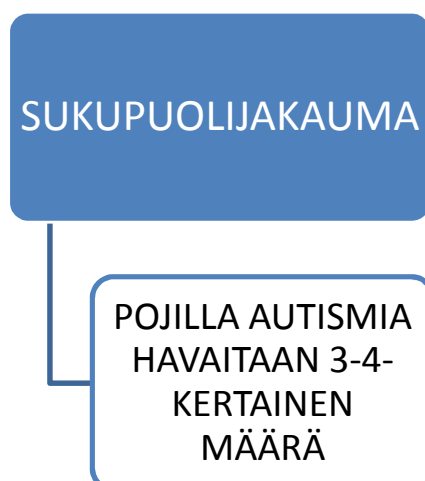 SUKUPUOLIJAKAUMA
POJILLA AUTISMIA
HAVAITAAN 3-4-
KERTAINEN
MÄÄRÄ